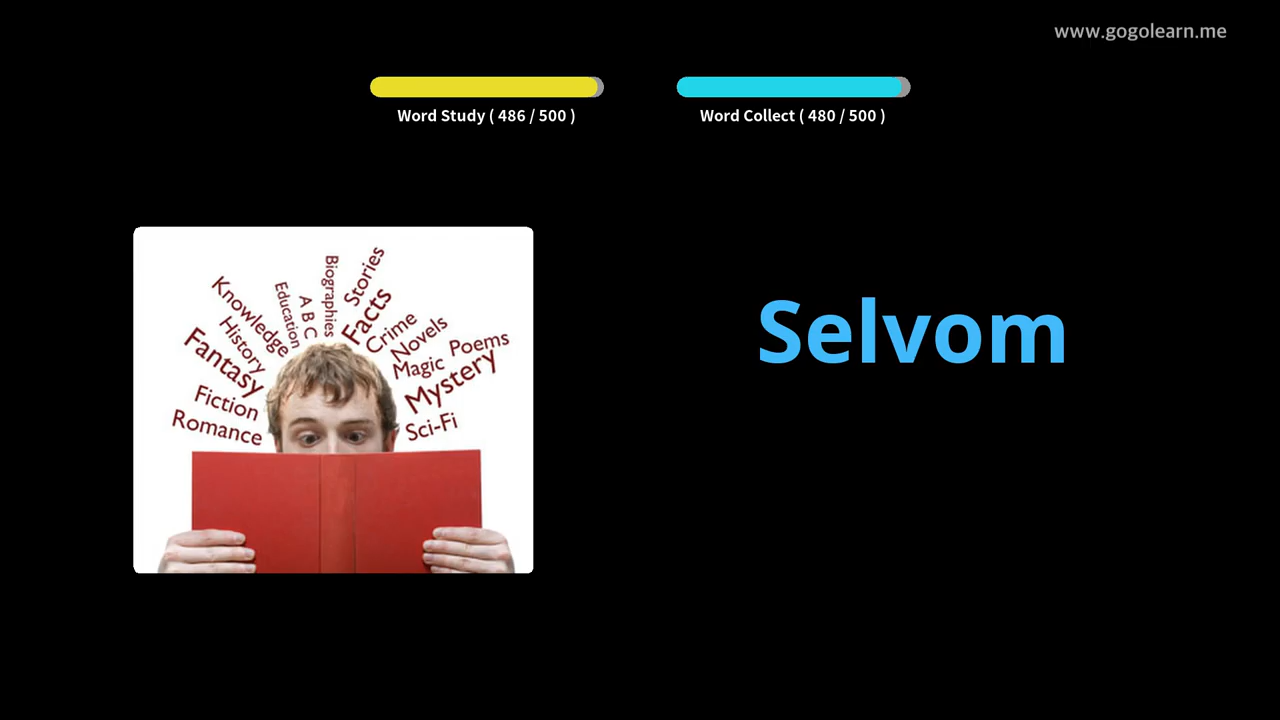 www.gogolearn.me
Word Study ( 486 / 500 )
Word Collect ( 480 / 500 )
Selvom
Knowledge
History
Fantasy
Fiction
Romance
Education
A B C
Biographies
Stories
Facts
Crime
Novels
Magic
Poems
Mystery
Sci-Fi